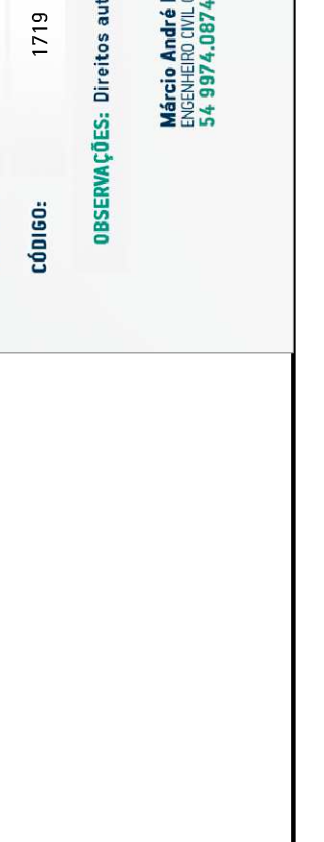 CÓDIGO: 1719
OBSERVAÇÕES: Direitos aut
Márcio André
ENGENHEIRO CIVIL
54 9974.0874